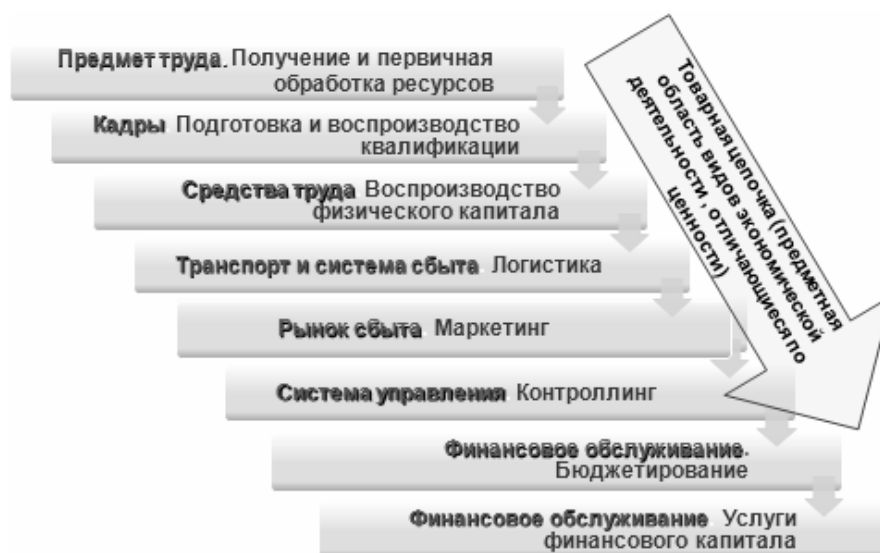 Предмет труда. Получение и первичная
обработка ресурсов
Кадры. Подготовка и воспроизводство
квалификации
Средства труда. Воспроизводство
физического капитала
Транспорт и система сбыта. Логистика
Рынок сбыта. Маркетинг
Система управления. Контроллинг
Финансовое обслуживание.
Бюджетирование
Финансовое обслуживание. Услуги
финансового капитала
Товарная цепочка (предметная
область видов экономической
деятельности , отличающиеся по
ценности)